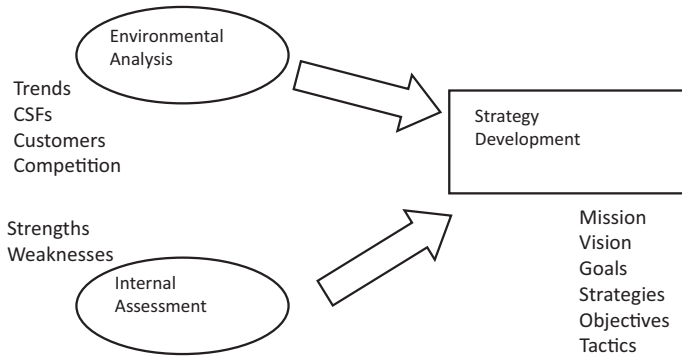 Environmental
Analysis
Trends
CSFs
Customers
Competition
Strategy
Development
Strengths
Weaknesses
Internal
Assessment
Mission
Vision
Goals
Strategies
Objectives
Tactics